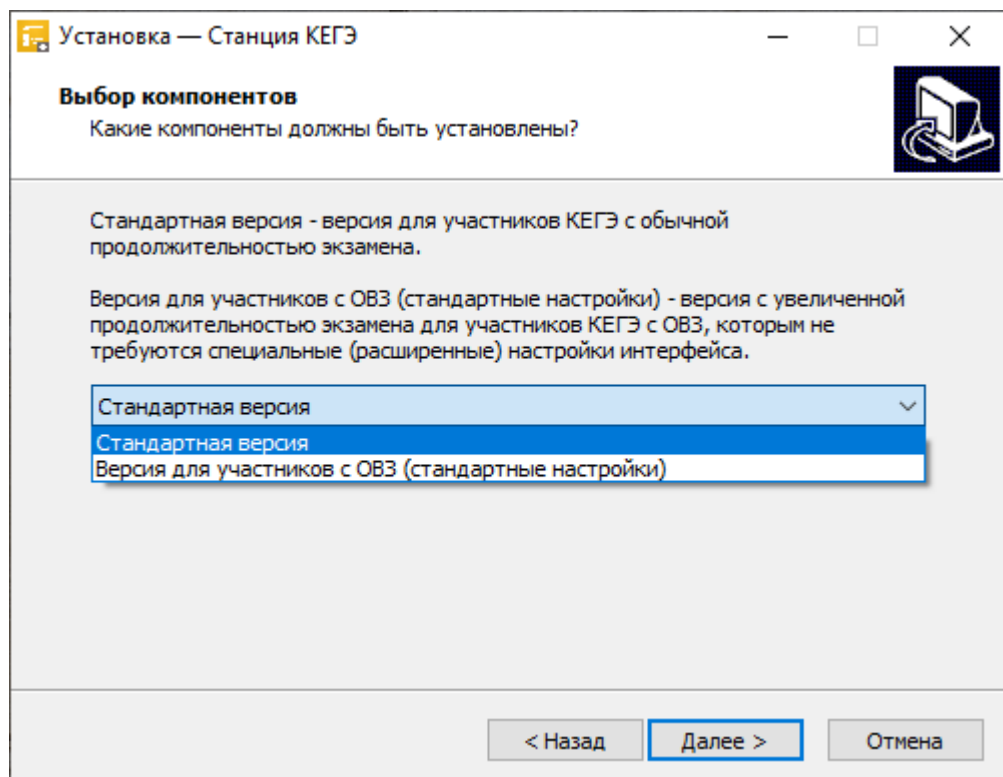 Установка — Станция КЕГЭ
Выбор компонентов
Какие компоненты должны быть установлены?
Стандартная версия - версия для участников КЕГЭ с обычной
продолжительностью экзамена.
Версия для участников с ОВЗ (стандартные настройки) - версия с увеличенной
продолжительностью экзамена для участников КЕГЭ с ОВЗ, которым не
требуются специальные (расширенные) настройки интерфейса.
Стандартная версия
Стандартная версия
Версия для участников с ОВЗ (стандартные настройки)
< Назад
Далее >
Отмена